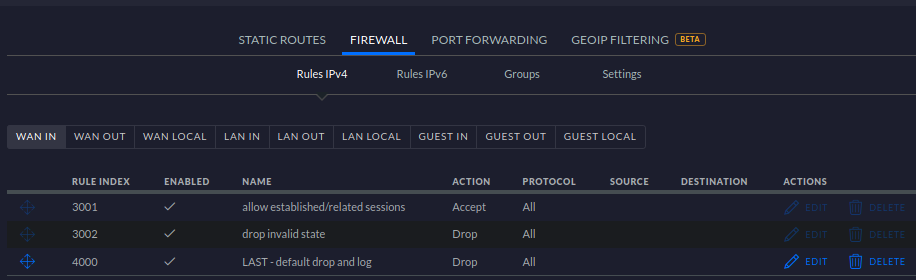 STATIC ROUTES FIREWALL PORT FORWARDING GEOIP FILTERING BETA
Rules IPv4 Rules IPv6 Groups Settings
WAN IN WAN OUT WAN LOCAL LAN IN LAN OUT LAN LOCAL GUEST IN GUEST OUT GUEST LOCAL
RULE INDEX ENABLED NAME ACTION PROTOCOL SOURCE DESTINATION ACTIONS
3001 allow established/related sessions Accept All EDIT DELETE
3002 drop invalid state Drop All EDIT DELETE
4000 LAST - default drop and log Drop All EDIT DELETE